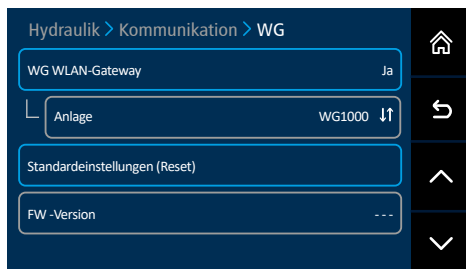 Hydraulik > Kommunikation > WG
WG WLAN-Gateway Ja
Anlage WG1000
Standardeinstellungen (Reset)
FW -Version - - -